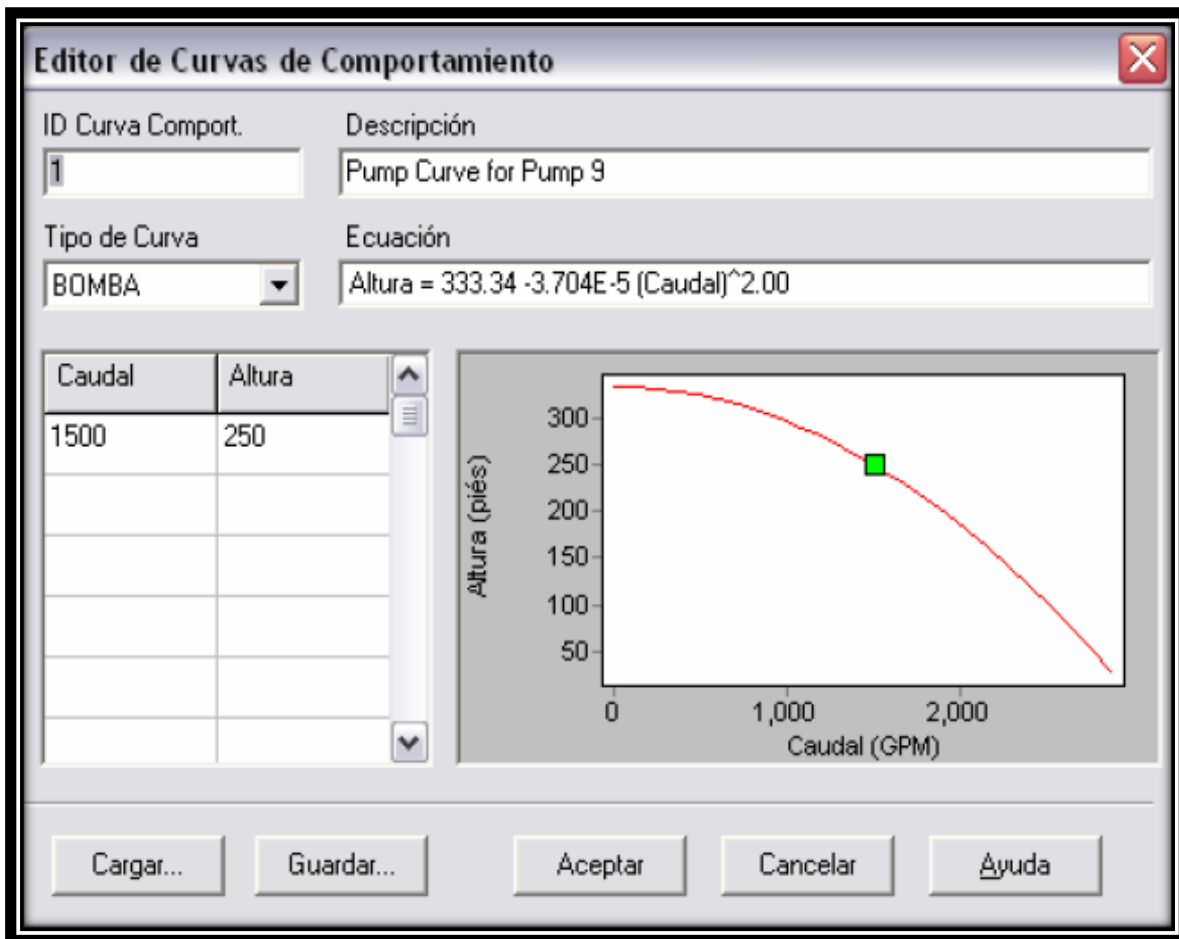 Editor de Curvas de Comportamiento
ID Curva Comport.
Descripción
1
Pump Curve for Pump 9
Tipo de Curva
Ecuación
BOMBA
Altura = 333.34 -3.704E-5 (Caudal)^2.00
Caudal Altura
1500 250
Altura (piés)
300
250
200
150
100
50
0 1,000 2,000
Caudal (GPM)
Cargar... Guardar... Aceptar Cancelar Ayuda